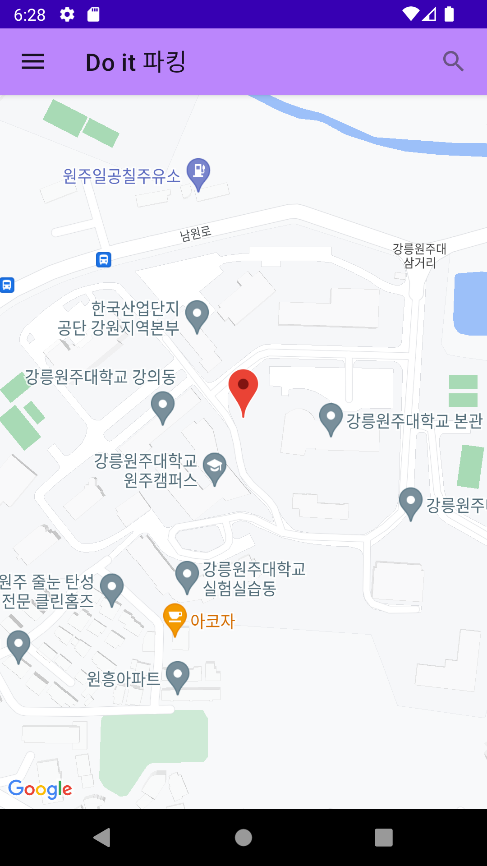 6:28
Do it 파킹
원주일공칠주유소
남원로
강릉원주대
삼거리
한국산업단지
공단 강원지역본부
강릉원주대학교 강의동
강릉원주대학교 본관
강릉원주대학교
원주캠퍼스
강릉원주
강릉원주대학교
실험실습동
원주 줄눈 탄성
전문 클린홈즈
아코자
원흥아파트
Google